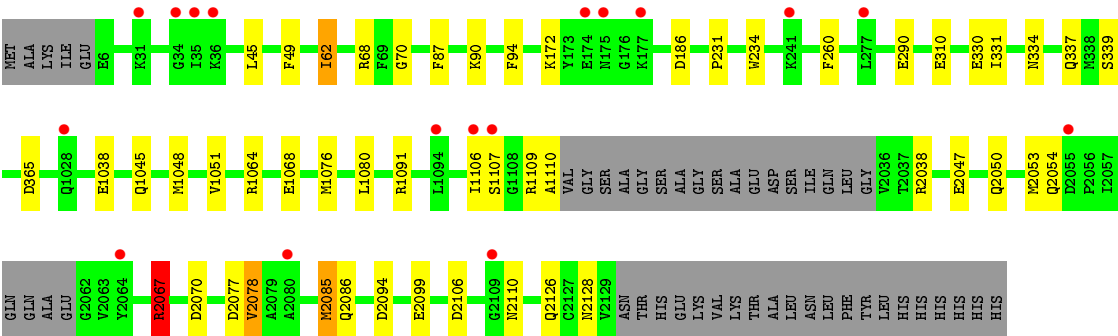 MET ALA LYS ILE GLU E6 K31 G34 I35 K36 L45 F49 I62 R68 F69 G70 F87 K90 F94 K172 Y173 E174 N175 G176 K177 D186 P231 W234 K241 F260 L277 E290 E310 E330 I331 N334 Q337 M338 S339
D365 Q1028 E1038 Q1045 M1048 V1051 R1064 E1068 M1076 L1080 R1091 L1094 I1106 S1107 G1108 R1109 A1110 VAL GLY SER ALA GLY SER ALA GLY SER ALA GLU ASP SER ILE GLN LEU GLY V2036 T2037 R2038 E2047 Q2050 M2053 Q2054 D2055 P2056 I2057
GLN GLN ALA GLU G2062 V2063 Y2064 R2067 D2070 D2077 V2078 A2079 A2080 M2085 Q2086 D2094 E2099 D2106 G2109 N2110 Q2126 C2127 N2128 V2129 ASN THR HIS GLU LYS VAL LYS THR ALA LEU ASN LEU PHE TYR LEU HIS HIS HIS HIS HIS HIS